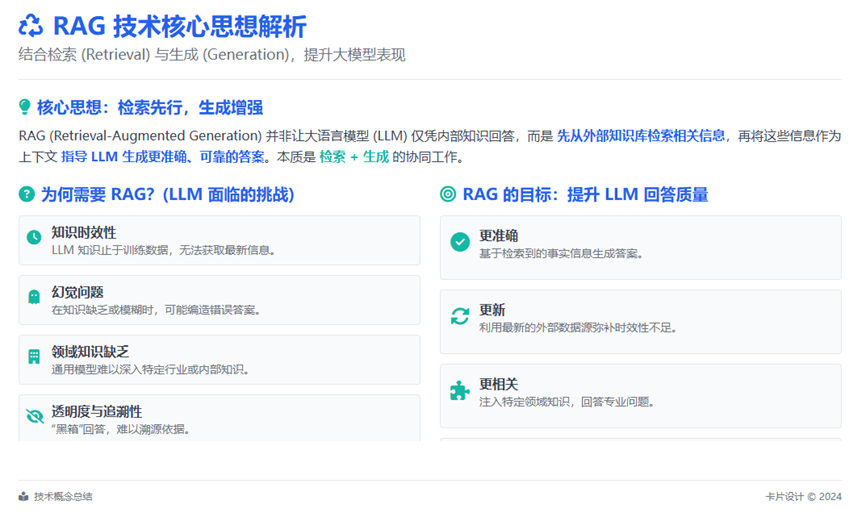 RAG 技术核心思想解析
结合检索 (Retrieval) 与生成 (Generation)，提升大模型表现
核心思想：检索先行，生成增强
RAG (Retrieval-Augmented Generation) 并非让大语言模型 (LLM) 仅凭内部知识回答，而是 先从外部知识库检索相关信息，再将这些信息作为
上下文 指导 LLM 生成更准确、可靠的答案。本质是 检索 + 生成 的协同工作。
为何需要 RAG？(LLM 面临的挑战)
知识时效性
LLM 知识止于训练数据，无法获取最新信息。
幻觉问题
在知识缺乏或模糊时，可能编造错误答案。
领域知识缺乏
通用模型难以深入特定行业或内部知识。
透明度与追溯性
“黑箱”回答，难以溯源依据。
RAG 的目标：提升 LLM 回答质量
更准确
基于检索到的事实信息生成答案。
更新
利用最新的外部数据源弥补时效性不足。
更相关
注入特定领域知识，回答专业问题。
技术概念总结
卡片设计 © 2024